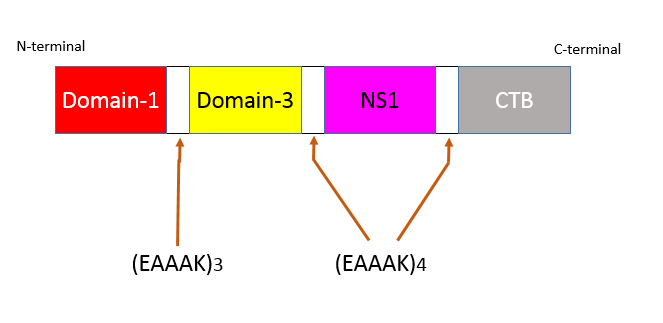 N-terminal
C-terminal
Domain-1
Domain-3
NS1
CTB
(EAAAK)3
(EAAAK)4